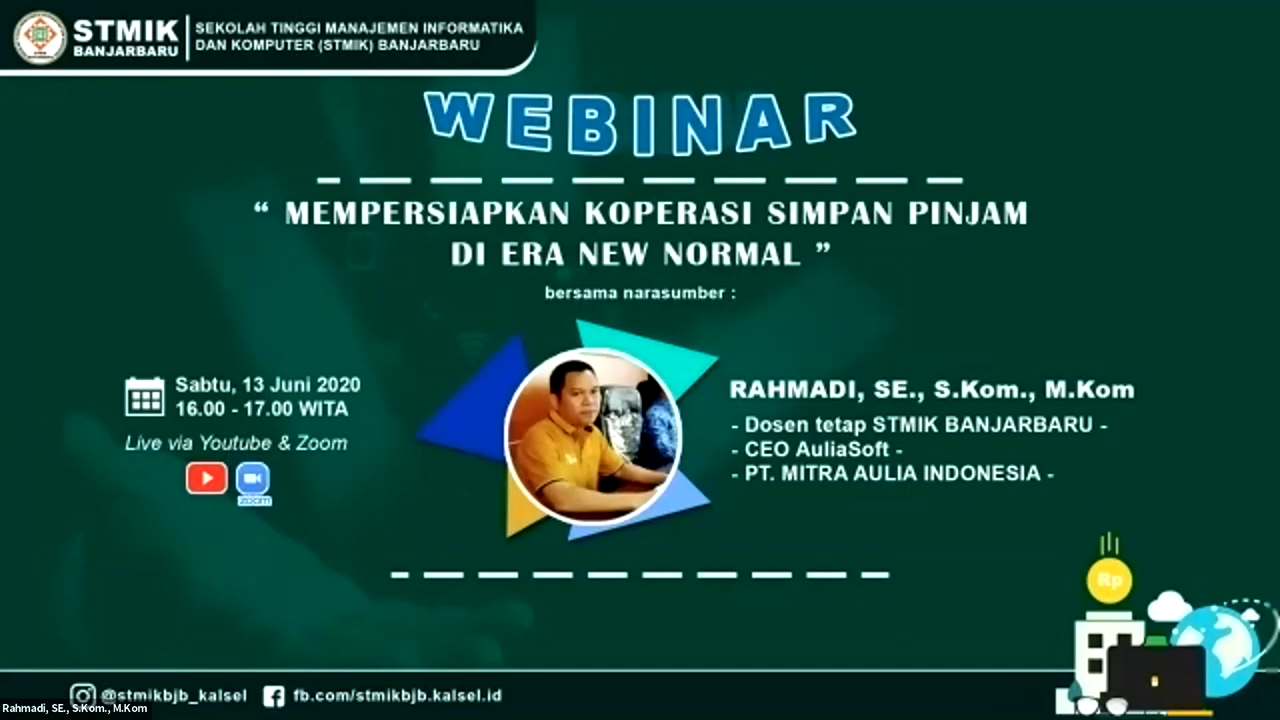 STMIK
BANJARBARU
SEKOLAH TINGGI MANAJEMEN INFORMATIKA
DAN KOMPUTER (STMIK) BANJARBARU
WEBINAR
“ MEMPERSIAPKAN KOPERASI SIMPAN PINJAM
DI ERA NEW NORMAL ”
bersama narasumber :
Sabtu, 13 Juni 2020
16.00 - 17.00 WITA
Live via Youtube & Zoom
zoom
RAHMADI, SE., S.Kom., M.Kom
- Dosen tetap STMIK BANJARBARU -
- CEO AuliaSoft -
- PT. MITRA AULIA INDONESIA -
Rp
@stmikbjb_kalsel
fb.com/stmikbjb.kalsel.id
Rahmadi, SE., S.Kom., M.Kom